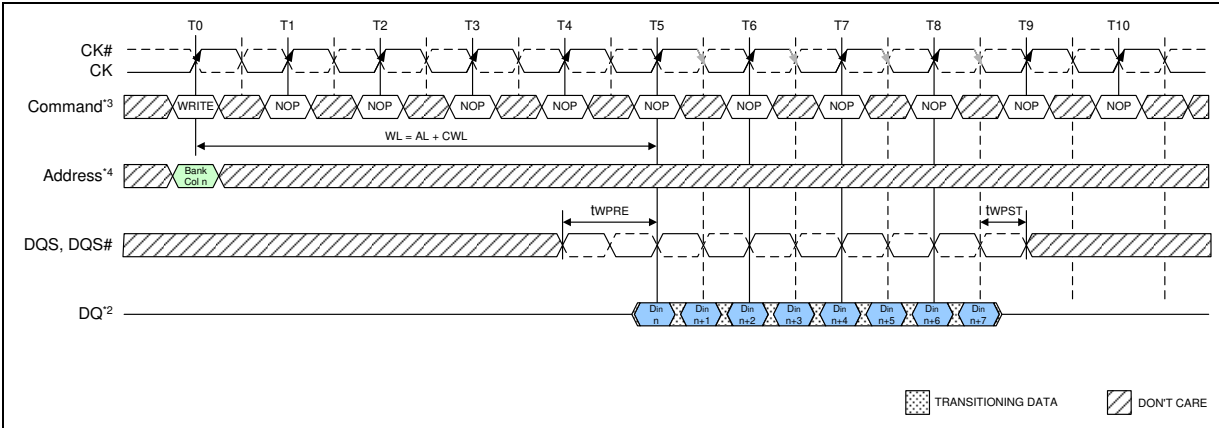 T0 T1 T2 T3 T4 T5 T6 T7 T8 T9 T10
CK#
CK
Command*3 WRITE NOP NOP NOP NOP NOP NOP NOP NOP NOP NOP
WL = AL + CWL
Address*4 Bank
Col n
tWPRE tWPST
DQS, DQS#
DQ*2 Din Din Din Din Din Din Din Din
n n+1 n+2 n+3 n+4 n+5 n+6 n+7
TRANSITIONING DATA DON'T CARE